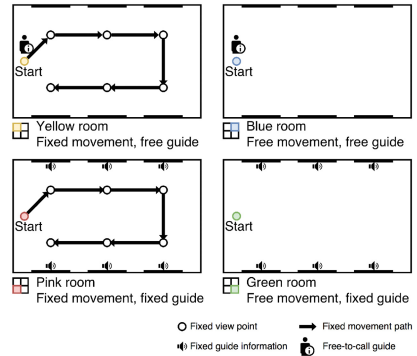 Start
Yellow room
Fixed movement, free guide
Start
Blue room
Free movement, free guide
Start
Pink room
Fixed movement, fixed guide
Start
Green room
Free movement, fixed guide
Fixed view point
Fixed movement path
Fixed guide information
Free-to-call guide